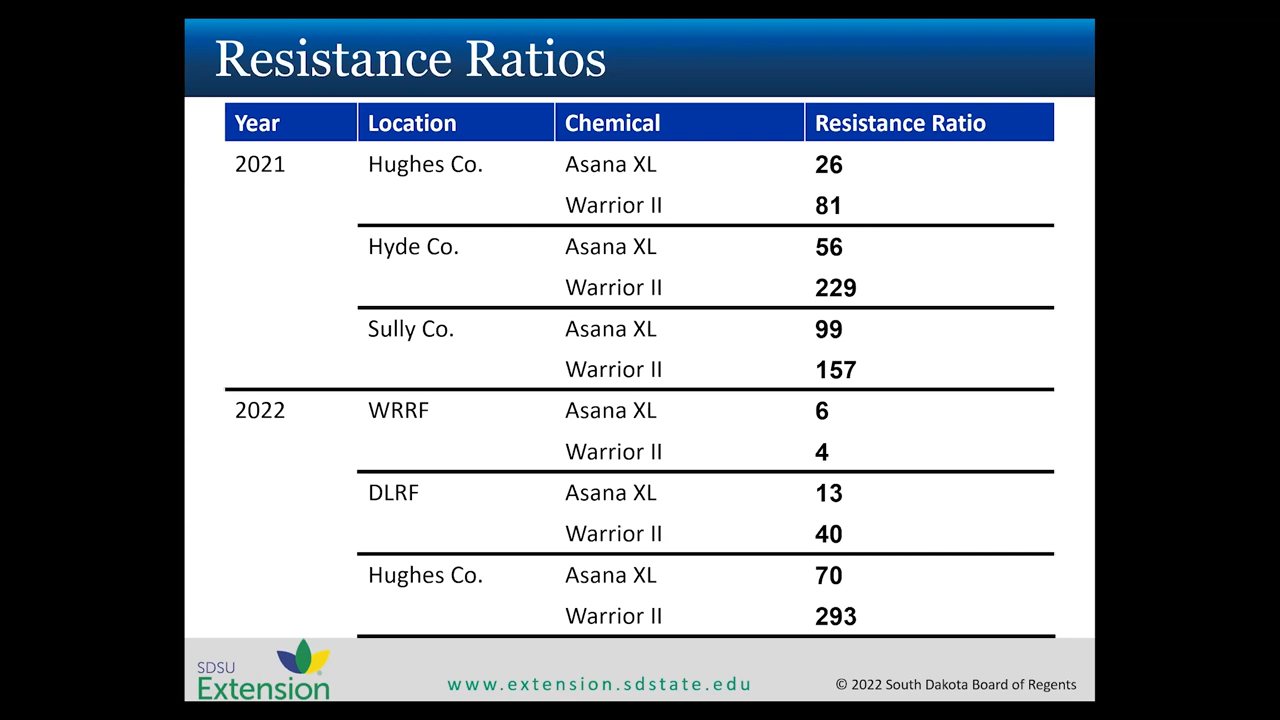 Resistance Ratios
Year Location Chemical Resistance Ratio
2021 Hughes Co. Asana XL 26
Warrior II 81
Hyde Co. Asana XL 56
Warrior II 229
Sully Co. Asana XL 99
Warrior II 157
2022 WRRF Asana XL 6
Warrior II 4
DLRF Asana XL 13
Warrior II 40
Hughes Co. Asana XL 70
Warrior II 293
SDSU
Extension
www.extension.sdstate.edu
© 2022 South Dakota Board of Regents